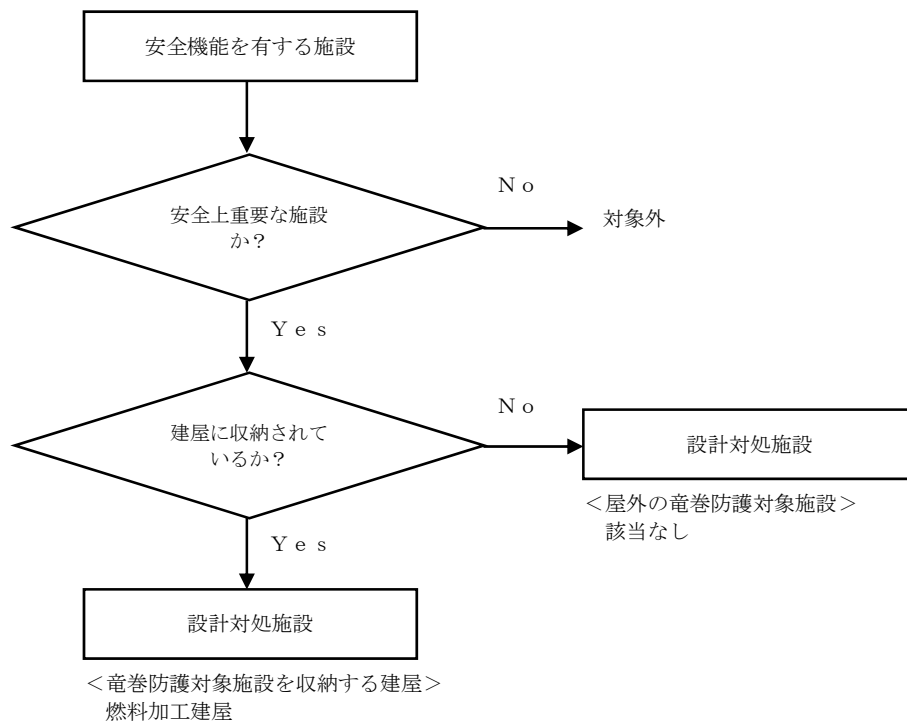 安全機能を有する施設
安全上重要な施設
か？
Ｎｏ
対象外
Ｙｅｓ
建屋に収納されて
いるか？
Ｎｏ
設計対処施設
＜屋外の竜巻防護対象施設＞
該当なし
Ｙｅｓ
設計対処施設
＜竜巻防護対象施設を収納する建屋＞
燃料加工建屋